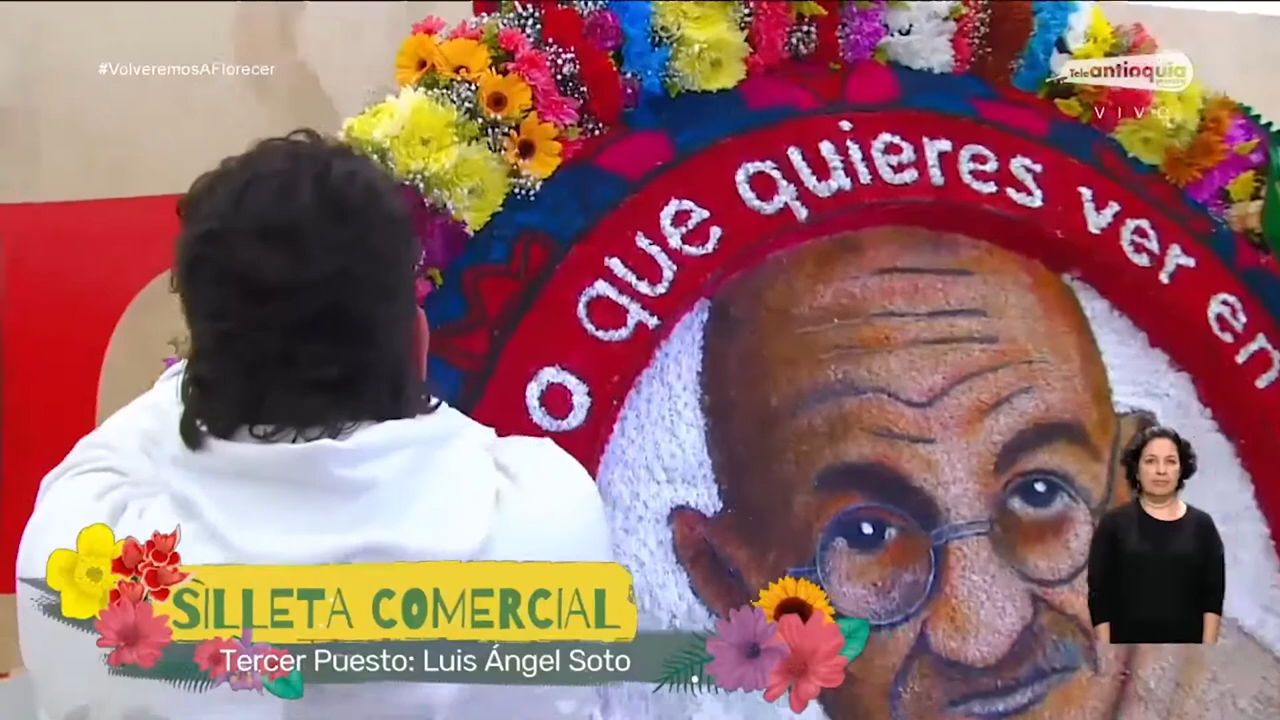 #VolveremosAFlorecer
Teleantioquia
VIVO
o que quieres ver en
SILLETA COMERCIAL
Tercer Puesto: Luis Ángel Soto